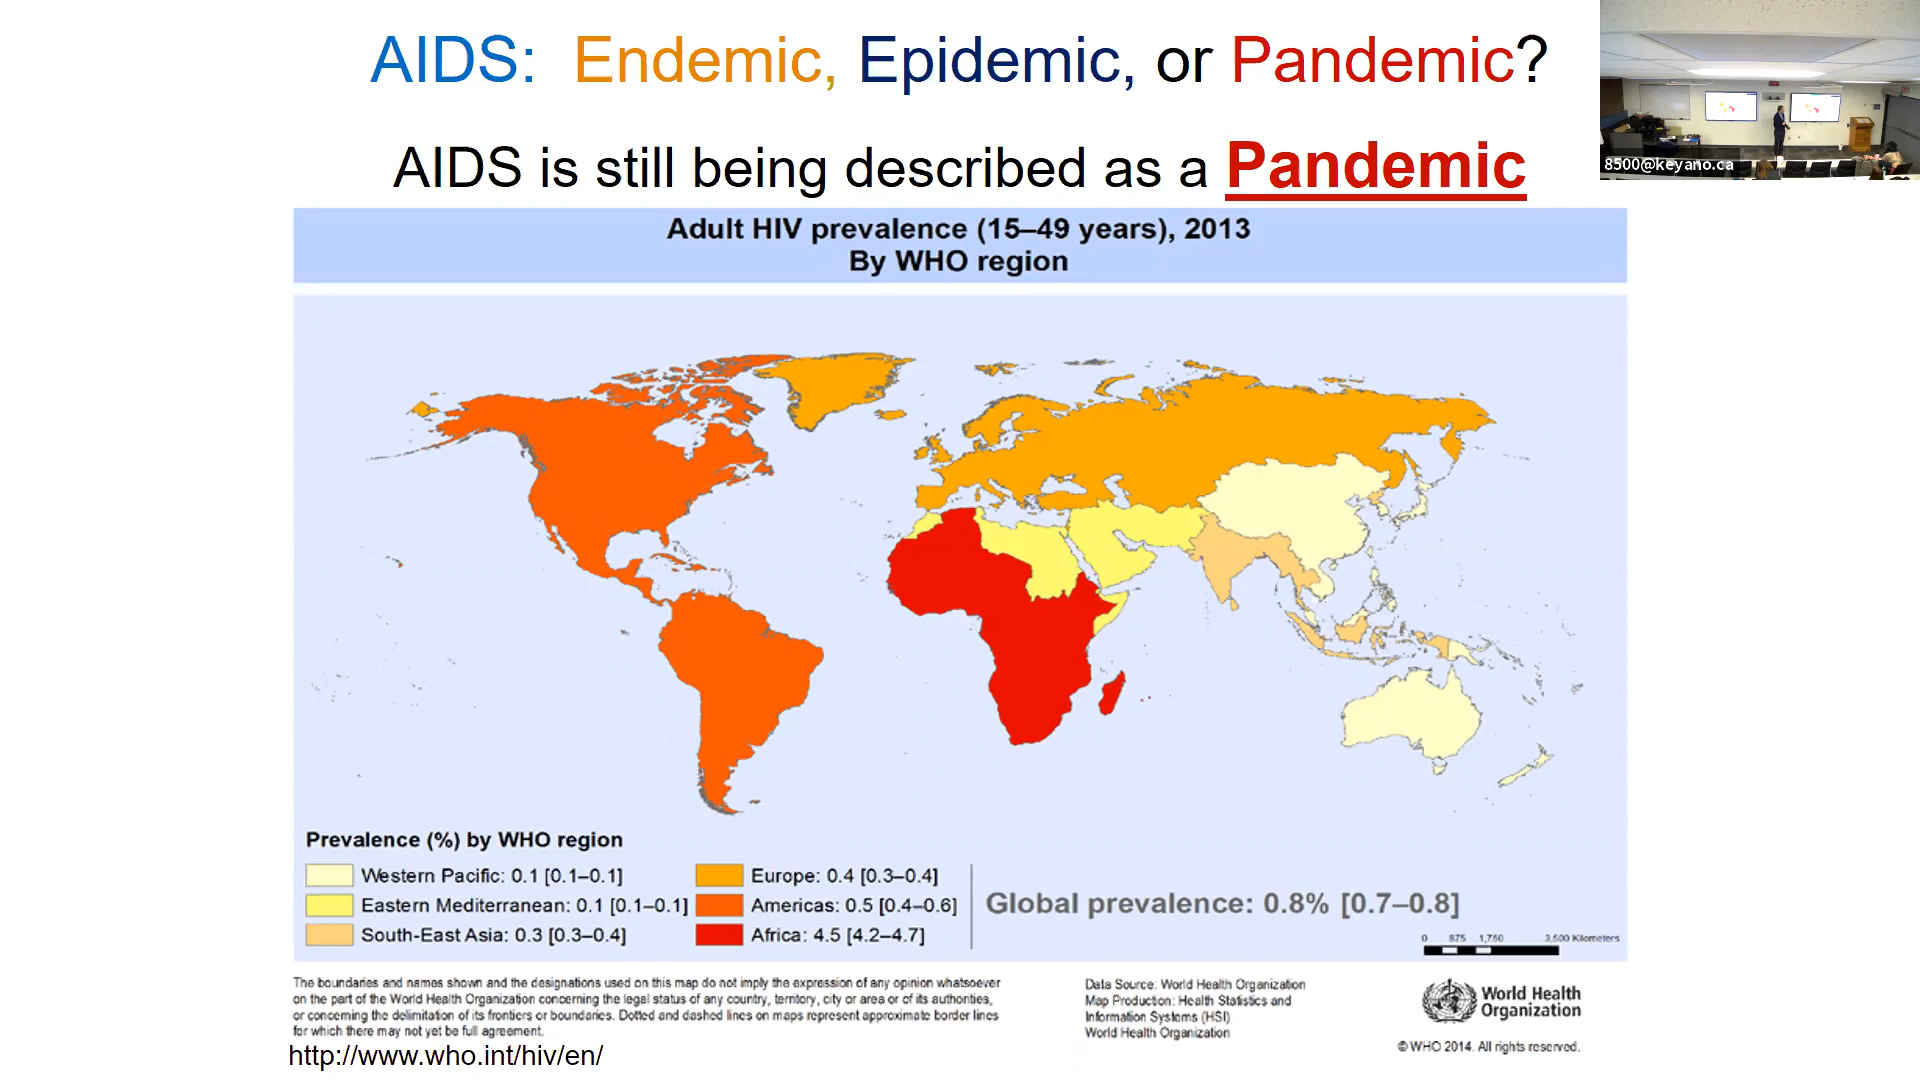 AIDS: Endemic, Epidemic, or Pandemic?
AIDS is still being described as a Pandemic
8500@keyano.ca
Adult HIV prevalence (15–49 years), 2013
By WHO region
Prevalence (%) by WHO region
Western Pacific: 0.1 [0.1–0.1]
Eastern Mediterranean: 0.1 [0.1–0.1]
South-East Asia: 0.3 [0.3–0.4]
Europe: 0.4 [0.3–0.4]
Americas: 0.5 [0.4–0.6]
Africa: 4.5 [4.2–4.7]
Global prevalence: 0.8% [0.7–0.8]
0 875 1,750 3,500 Kilometers
The boundaries and names shown and the designations used on this map do not imply the expression of any opinion whatsoever
on the part of the World Health Organization concerning the legal status of any country, territory, city or area or of its authorities,
or concerning the delimitation of its frontiers or boundaries. Dotted and dashed lines on maps represent approximate border lines
for which there may not yet be full agreement.
Data Source: World Health Organization
Map Production: Health Statistics and
Information Systems (HSI)
World Health Organization
World Health
Organization
© WHO 2014. All rights reserved.
http://www.who.int/hiv/en/